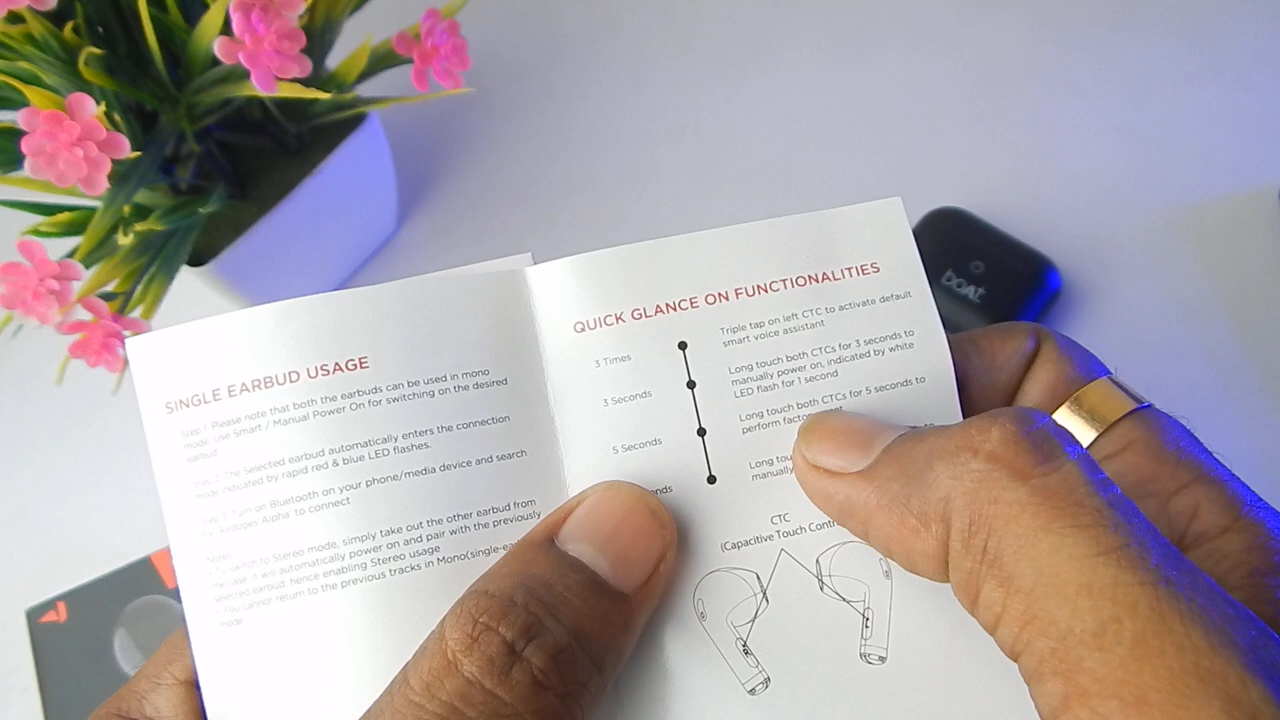 SINGLE EARBUD USAGE
Step 1: Please note that both the earbuds can be used in mono
mode. Use Smart / Manual Power On for switching on the desired
earbud
Step 2: The Selected earbud automatically enters the connection
mode indicated by rapid red & blue LED flashes.
Step 3: Turn on Bluetooth on your phone/media device and search
for 'Airdopes Alpha' to connect
Notes:
To switch to Stereo mode, simply take out the other earbud from
the case. It will automatically power on and pair with the previously
selected earbud, hence enabling Stereo usage
You cannot return to the previous tracks in Mono(single-ea
mode
QUICK GLANCE ON FUNCTIONALITIES
3 Times
Triple tap on left CTC to activate default
smart voice assistant
3 Seconds
Long touch both CTCs for 3 seconds to
manually power on, indicated by white
LED flash for 1 second
5 Seconds
Long touch both CTCs for 5 seconds to
perform factory
onds
Long tou
manually
CTC
(Capacitive Touch Contr
R
L
boAt